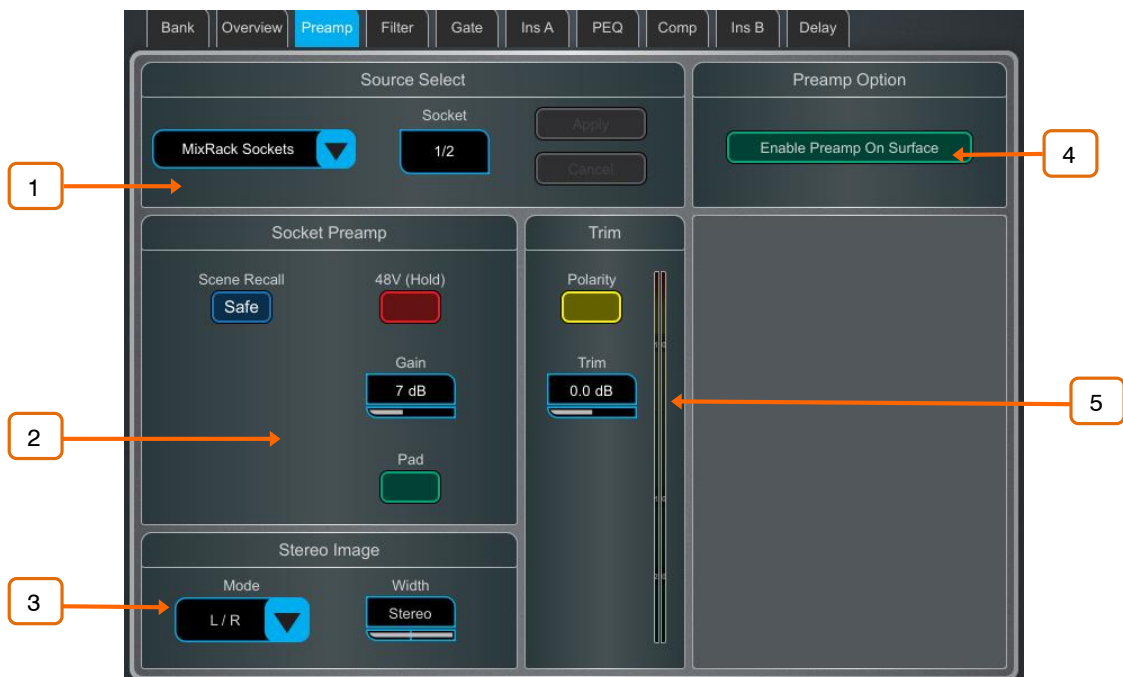 Bank Overview Preamp Filter Gate Ins A PEQ Comp Ins B Delay
Source Select
Preamp Option
MixRack Sockets
Socket
1/2
Apply
Cancel
Enable Preamp On Surface
1
4
Socket Preamp
Trim
Scene Recall
Safe
48V (Hold)
Polarity
Gain
7 dB
Trim
0.0 dB
Pad
2
5
Stereo Image
Mode
L / R
Width
Stereo
3